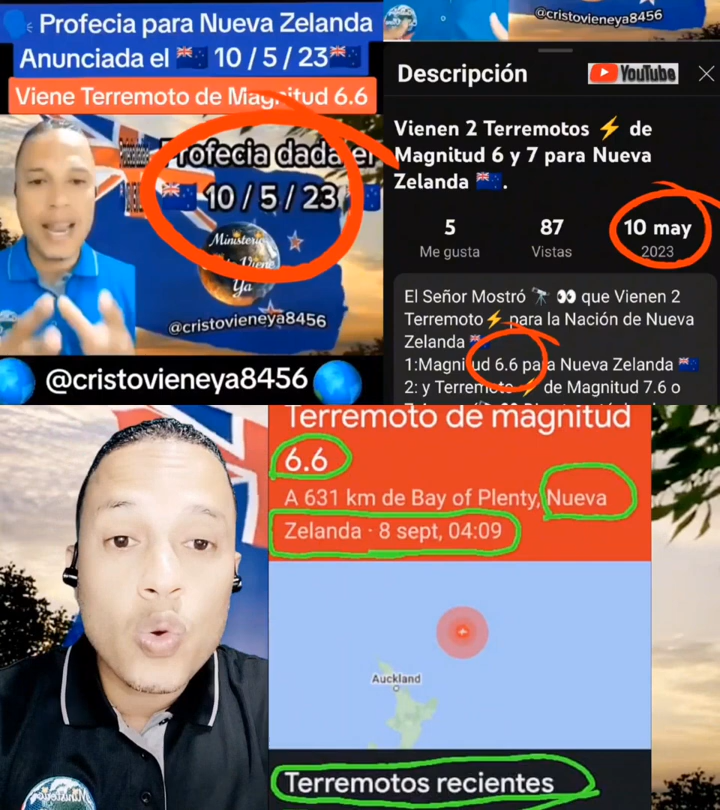 Profecia para Nueva Zelanda
Anunciada el 🇳🇿 10 / 5 / 23🇳🇿
Viene Terremoto de Magnitud 6.6
Profecia dada el
🇳🇿 10 / 5 / 23
Ministerio
Viene
Ya
@cristovieneya8456
@cristovieneya8456
@cristovieneya8456
Descripción
YouTube
Vienen 2 Terremotos ⚡ de
Magnitud 6 y 7 para Nueva
Zelanda 🇳🇿.
5
Me gusta
87
Vistas
10 may
2023
El Señor Mostró 🔭 👀 que Vienen 2
Terremoto⚡ para la Nación de Nueva
Zelanda 🇳🇿
1:Magnitud 6.6 para Nueva Zelanda 🇳🇿
2: y Terremoto ⚡ de Magnitud 7.6 o
Terremoto de magnitud
6.6
A 631 km de Bay of Plenty, Nueva
Zelanda · 8 sept, 04:09
Auckland
Terremotos recientes